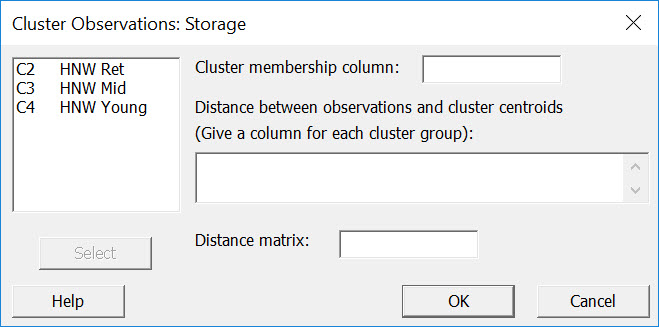 Cluster Observations: Storage
C2 HNW Ret
C3 HNW Mid
C4 HNW Young
Cluster membership column:
Distance between observations and cluster centroids
(Give a column for each cluster group):
Distance matrix:
Select
Help
OK
Cancel